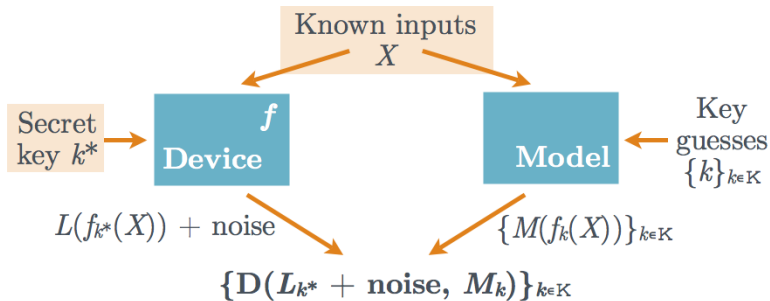 Known inputs
X
Secret
key k*
f
Device
Model
Key
guesses
{k}ₖ∈K
L(fₖ*(X)) + noise
{M(fₖ(X))}ₖ∈K
{D(Lₖ* + noise, Mₖ)}ₖ∈K